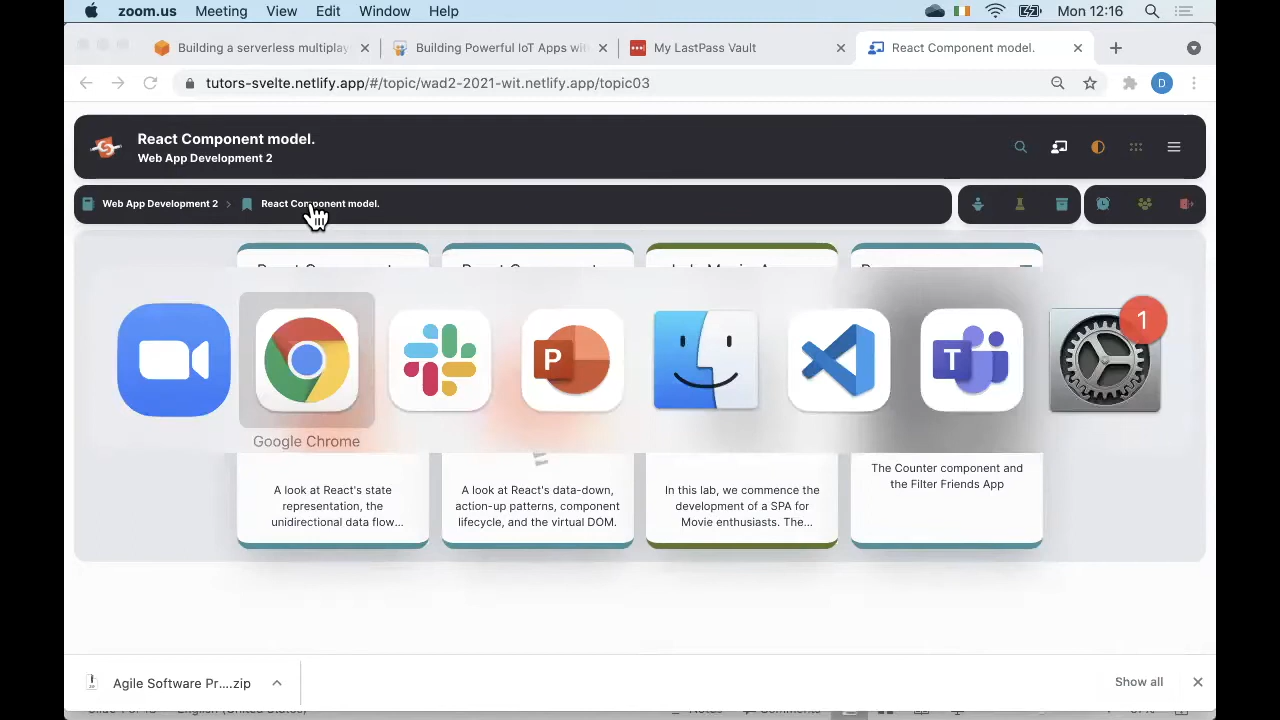 zoom.us Meeting View Edit Window Help Mon 12:16
Building a serverless multiplay Building Powerful IoT Apps wit My LastPass Vault React Component model.
tutors-svelte.netlify.app/#/topic/wad2-2021-wit.netlify.app/topic03 D
React Component model.
Web App Development 2
Web App Development 2 > React Component model.
P T 1
Google Chrome
A look at React's state
representation, the
unidirectional data flow...
A look at React's data-down,
action-up patterns, component
lifecycle, and the virtual DOM.
In this lab, we commence the
development of a SPA for
Movie enthusiasts. The...
The Counter component and
the Filter Friends App
Agile Software Pr....zip Show all